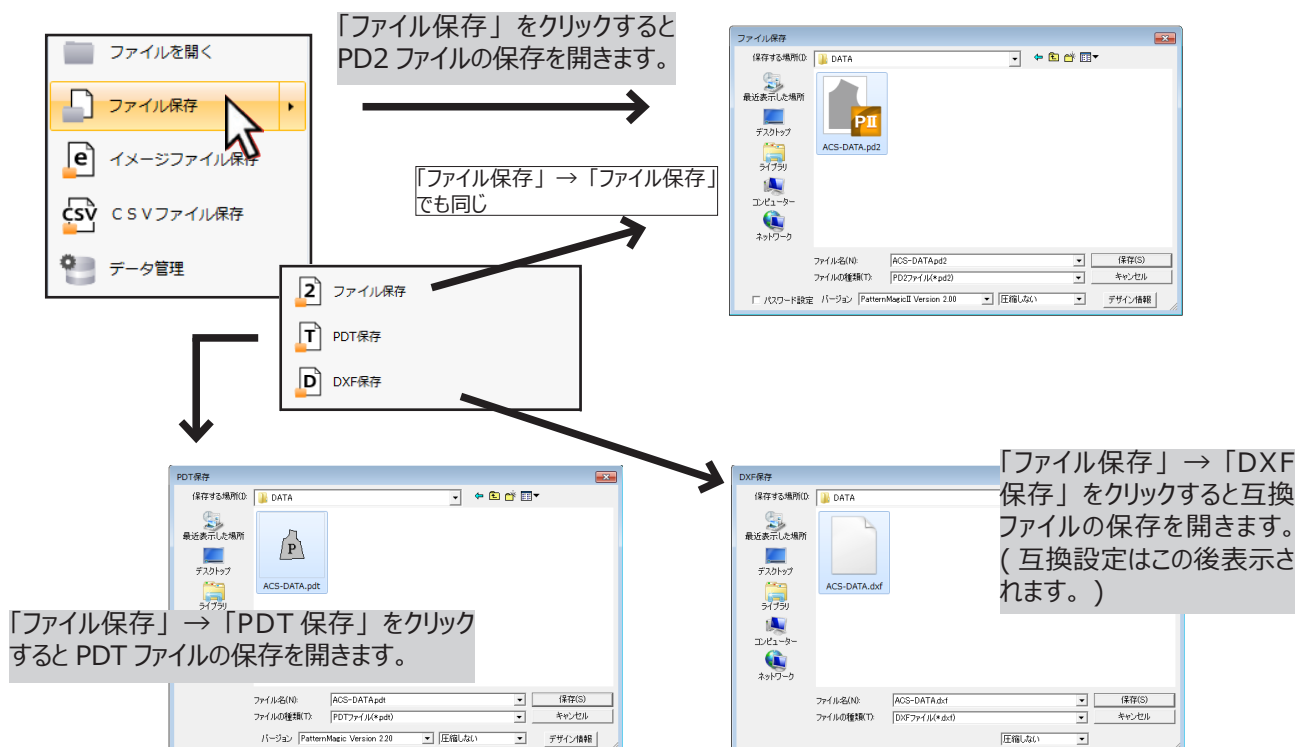 ファイルを開く
ファイル保存
イメージファイル保存
CSV
ＣＳＶファイル保存
データ管理
「ファイル保存」をクリックすると
PD2 ファイルの保存を開きます。
「ファイル保存」→「ファイル保存」
でも同じ
ファイル保存
保存する場所(I):
DATA
最近表示した場所
デスクトップ
ライブラリ
コンピューター
ネットワーク
PII
ACS-DATA.pd2
ファイル名(N):
ACS-DATA.pd2
保存(S)
ファイルの種類(T):
PD2ファイル(*.pd2)
キャンセル
パスワード設定
バージョン
PatternMagicII Version 2.00
圧縮しない
デザイン情報
2
ファイル保存
T
PDT保存
D
DXF保存
PDT保存
保存する場所(I):
DATA
最近表示した場所
デスクトップ
ライブラリ
P
ACS-DATA.pdt
「ファイル保存」→「PDT 保存」をクリック
すると PDT ファイルの保存を開きます。
ファイル名(N):
ACS-DATA.pdt
保存(S)
ファイルの種類(T):
PDTファイル(*.pdt)
キャンセル
バージョン
PatternMagic Version 2.20
圧縮しない
デザイン情報
DXF保存
保存する場所(I):
DATA
最近表示した場所
デスクトップ
ライブラリ
コンピューター
ネットワーク
ACS-DATA.dxf
「ファイル保存」→「DXF
保存」をクリックすると互換
ファイルの保存を開きます。
( 互換設定はこの後表示さ
れます。)
ファイル名(N):
ACS-DATA.dxf
保存(S)
ファイルの種類(T):
DXFファイル(*.dxf)
キャンセル
圧縮しない